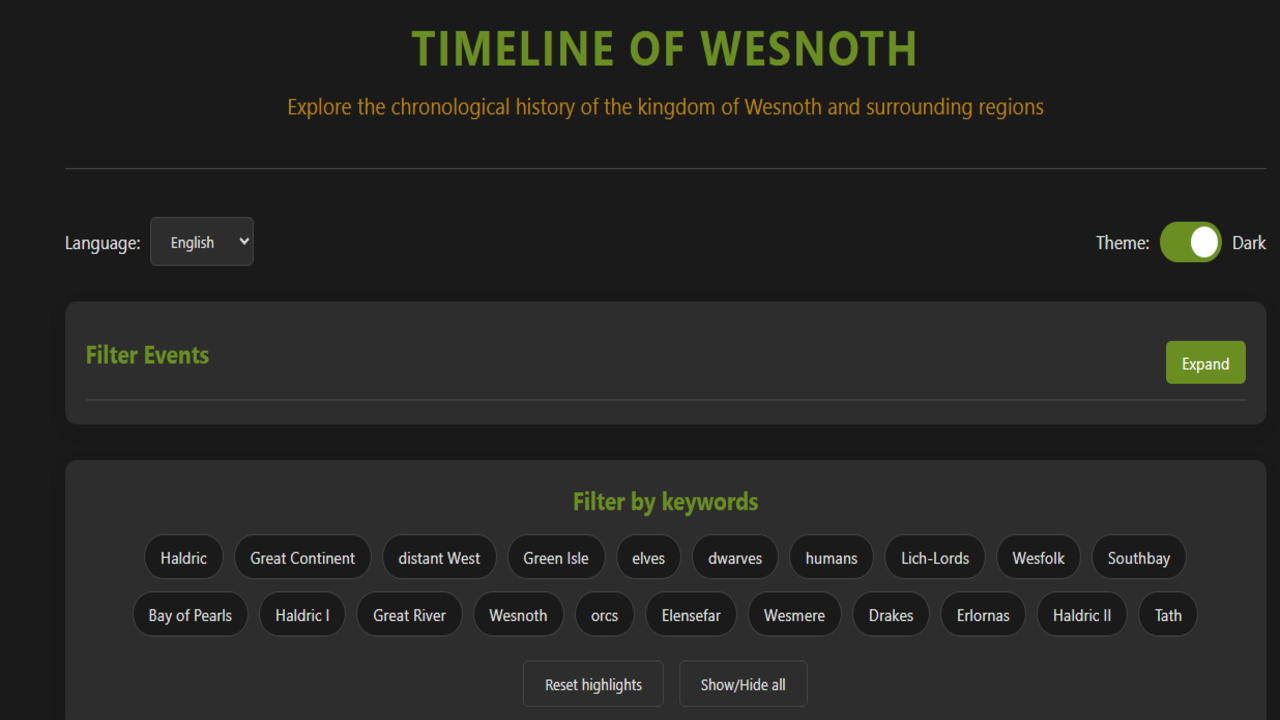 TIMELINE OF WESNOTH
Explore the chronological history of the kingdom of Wesnoth and surrounding regions
Language: English Theme: Dark
Filter Events
Expand
Filter by keywords
Haldric Great Continent distant West Green Isle elves dwarves humans Lich-Lords Wesfolk Southbay
Bay of Pearls Haldric I Great River Wesnoth orcs Elensefar Wesmere Drakes Erlornas Haldric II Tath
Reset highlights Show/Hide all